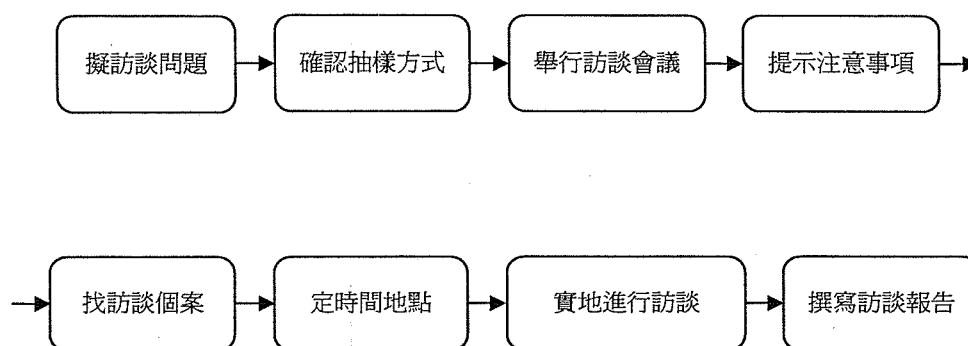 擬訪談問題
確認抽樣方式
舉行訪談會議
提示注意事項
找訪談個案
定時間地點
實地進行訪談
撰寫訪談報告